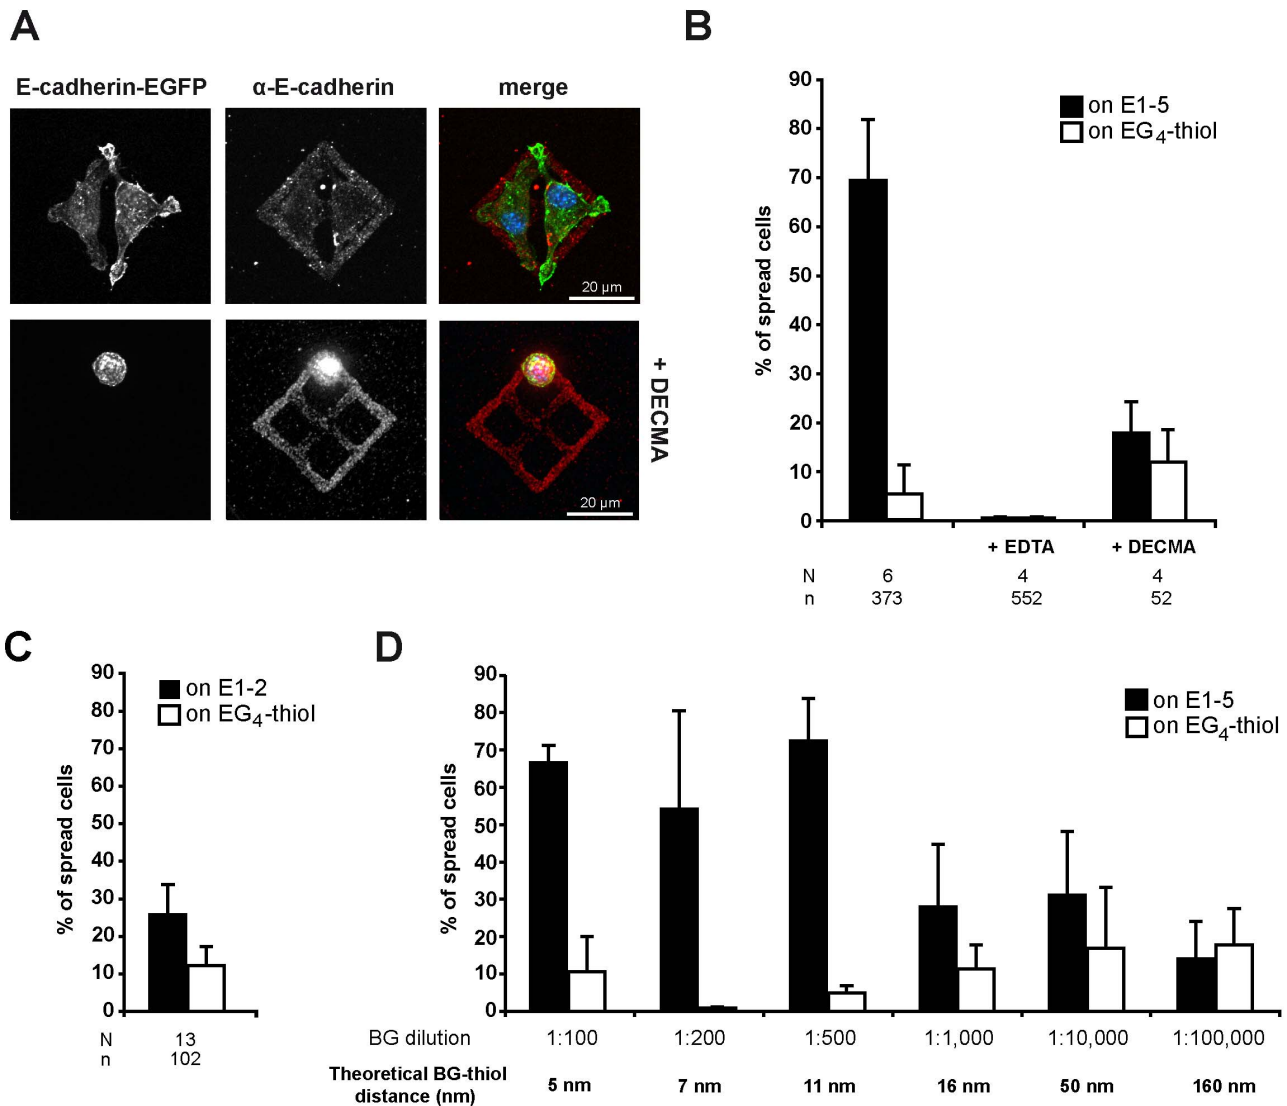 A
E-cadherin-EGFP α-E-cadherin merge
20 µm
20 µm
+ DECMA
B
% of spread cells
90
80
70
60
50
40
30
20
10
0
on E1-5
on EG4-thiol
+ EDTA + DECMA
N 6 4 4
n 373 552 52
C
% of spread cells
90
80
70
60
50
40
30
20
10
0
on E1-2
on EG4-thiol
N 13
n 102
D
% of spread cells
90
80
70
60
50
40
30
20
10
0
on E1-5
on EG4-thiol
BG dilution 1:100 1:200 1:500 1:1,000 1:10,000 1:100,000
Theoretical BG-thiol
distance (nm) 5 nm 7 nm 11 nm 16 nm 50 nm 160 nm